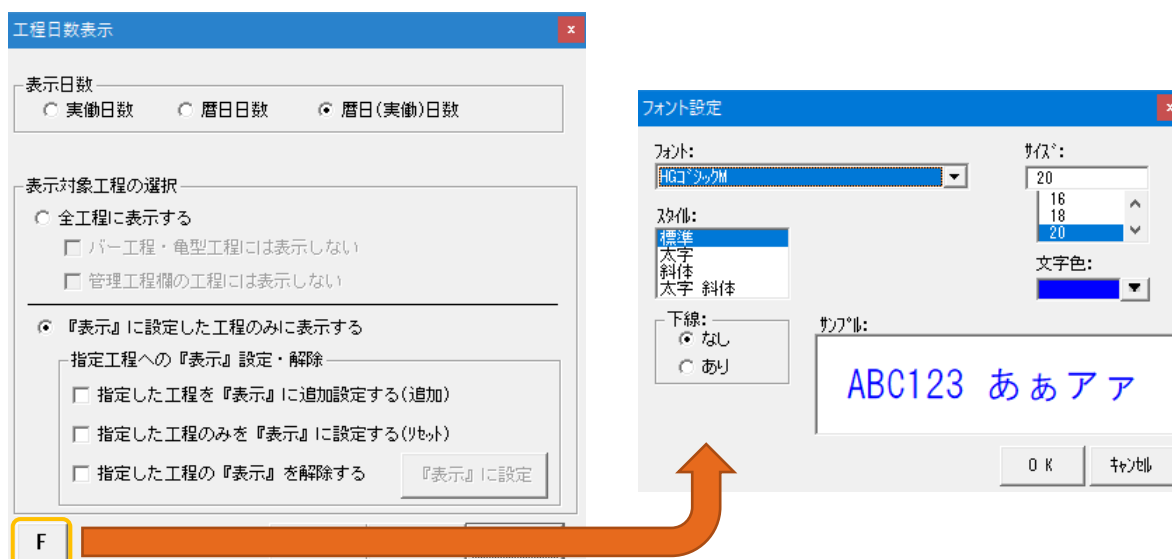 工程日数表示
x
表示日数
実働日数 暦日日数 暦日(実働)日数
表示対象工程の選択
全工程に表示する
バー工程・亀型工程には表示しない
管理工程欄の工程には表示しない
『表示』に設定した工程のみに表示する
指定工程への『表示』設定・解除
指定した工程を『表示』に追加設定する(追加)
指定した工程のみを『表示』に設定する(ﾘｾｯﾄ)
指定した工程の『表示』を解除する
『表示』に設定
F
フォント設定
x
ﾌｫﾝﾄ:
HGｺﾞｼｯｸM
ｽﾀｲﾙ:
標準
太字
斜体
太字 斜体
ｻｲｽﾞ:
20
16
18
20
文字色:
下線:
なし
あり
ｻﾝﾌﾟﾙ:
ABC123 あぁアァ
O K
ｷｬﾝｾﾙ